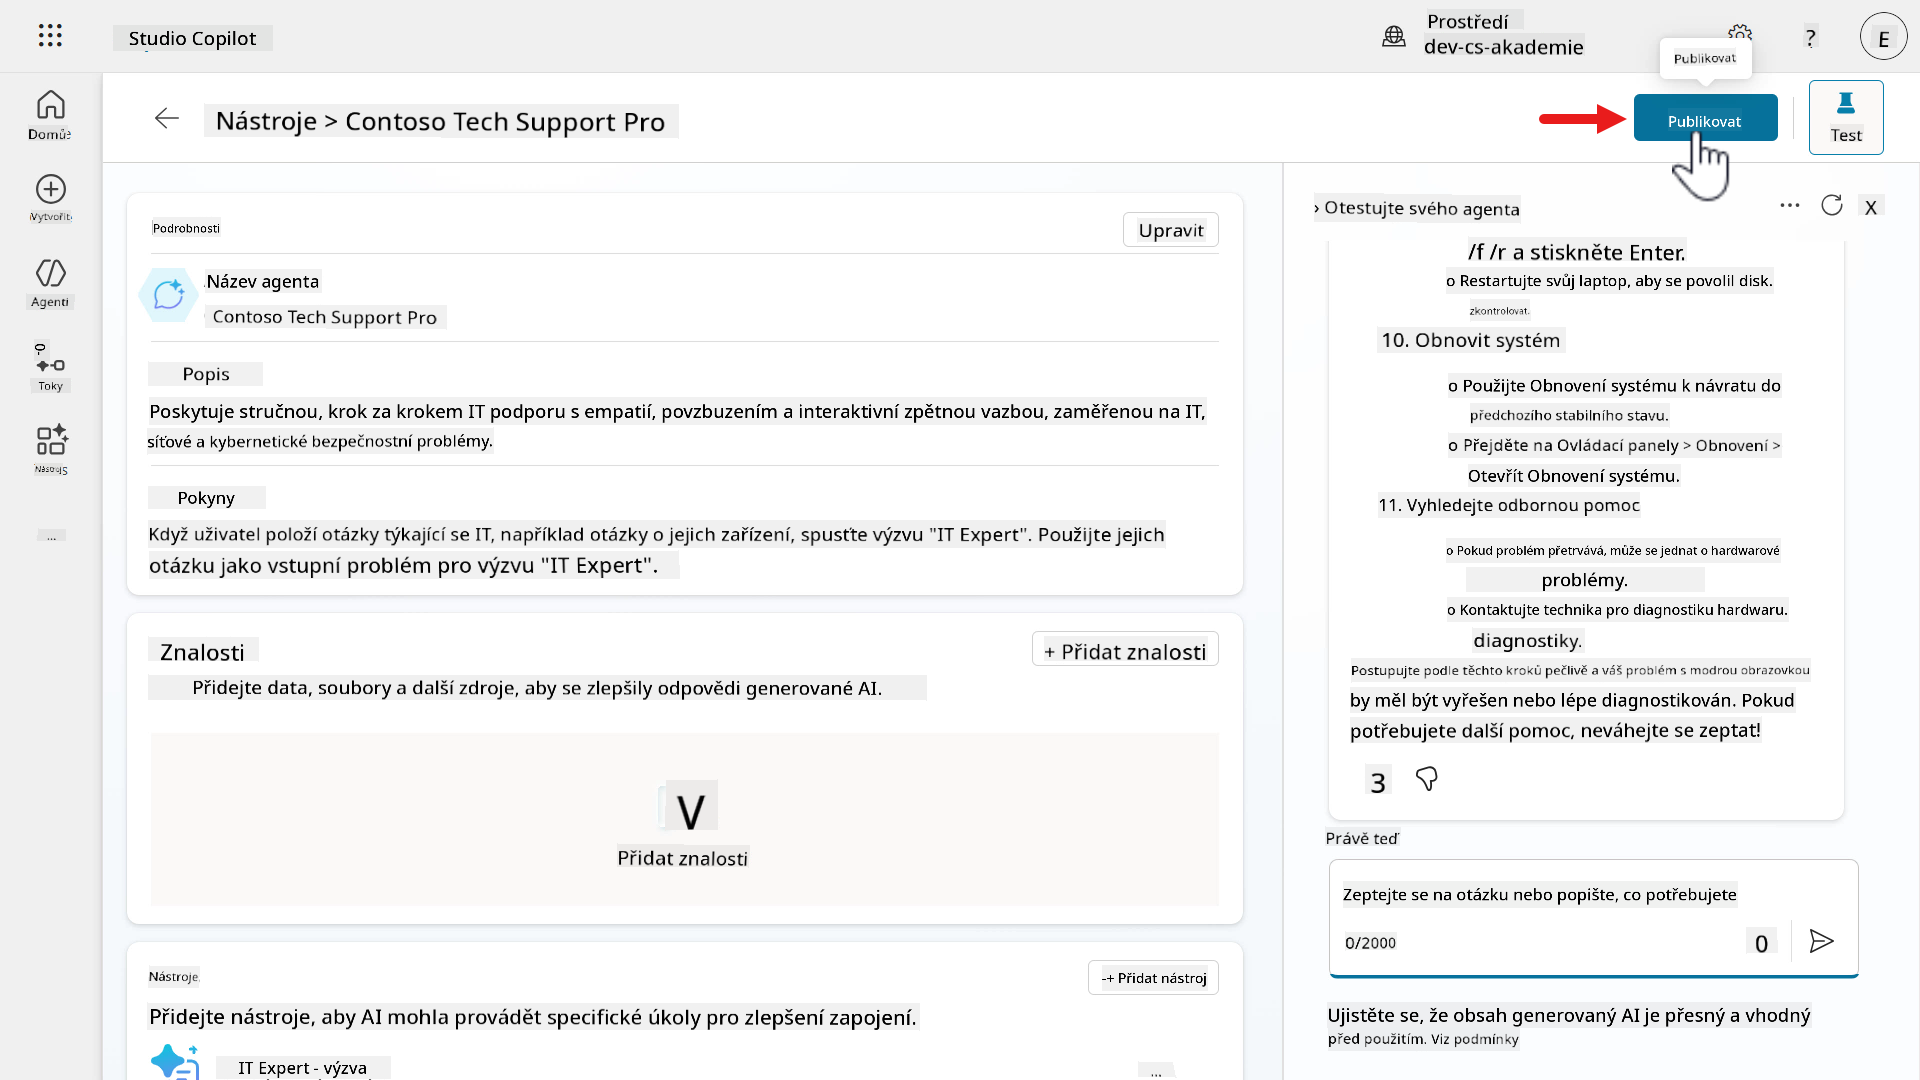 Studio Copilot
Prostředí
dev-cs-akademie
?
E
Publikovat
Nástroje > Contoso Tech Support Pro
Publikovat
Test
Domů
Vytvořit
Agenti
Toky
...
Podrobnosti
Upravit
Název agenta
Contoso Tech Support Pro
Popis
Poskytuje stručnou, krok za krokem IT podporu s empatií, povzbuzením a interaktivní zpětnou vazbou, zaměřenou na IT,
síťové a kybernetické bezpečnostní problémy.
Pokyny
Když uživatel položí otázky týkající se IT, například otázky o jejich zařízení, spusťte výzvu "IT Expert". Použijte jejich
otázku jako vstupní problém pro výzvu "IT Expert".
Znalosti
+ Přidat znalosti
Přidejte data, soubory a další zdroje, aby se zlepšily odpovědi generované AI.
V
Přidat znalosti
Nástroje
-+ Přidat nástroj
Přidejte nástroje, aby AI mohla provádět specifické úkoly pro zlepšení zapojení.
IT Expert - výzva
...
› Otestujte svého agenta
X
/f /r a stiskněte Enter.
o Restartujte svůj laptop, aby se povolil disk.
zkontrolovat.
10. Obnovit systém
o Použijte Obnovení systému k návratu do
předchozího stabilního stavu.
o Přejděte na Ovládací panely > Obnovení >
Otevřít Obnovení systému.
11. Vyhledejte odbornou pomoc
o Pokud problém přetrvává, může se jednat o hardwarové
problémy.
o Kontaktujte technika pro diagnostiku hardwaru.
diagnostiky.
Postupujte podle těchto kroků pečlivě a váš problém s modrou obrazovkou
by měl být vyřešen nebo lépe diagnostikován. Pokud
potřebujete další pomoc, neváhejte se zeptat!
3
Právě teď
Zeptejte se na otázku nebo popište, co potřebujete
0/2000
0
Ujistěte se, že obsah generovaný AI je přesný a vhodný
před použitím. Viz podmínky